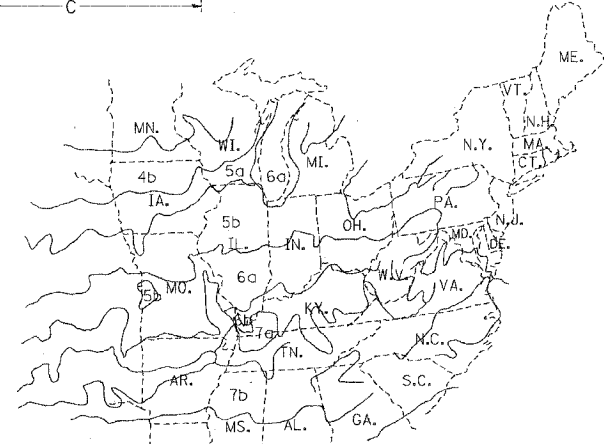 C
ME.
VT.
N.H.
MN.
WI.
N.Y.
MA.
CT.
MI.
4b
5a
6a
IA.
PA.
5b
OH.
N.J.
IL.
IN.
MD.
DE.
6a
W.V.
MO.
5b
VA.
KY.
7a
N.C.
TN.
AR.
S.C.
7b
GA.
MS.
AL.